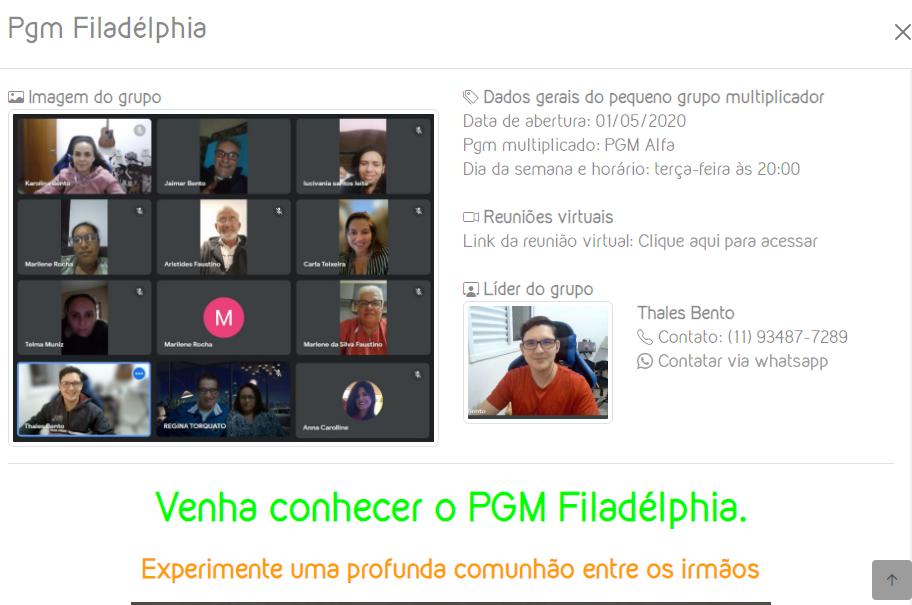 Pgm Filadélphia
Imagem do grupo
Karoline Bento
Jaimar Bento
lucivania santos leite
Marilene Rocha
Aristides Faustino
Carla Teixeira
Telma Muniz
M
Marilene Rocha
Marlene da Silva Faustino
Thales Bento
REGINA TORQUATO
Anna Carolline
Dados gerais do pequeno grupo multiplicador
Data de abertura: 01/05/2020
Pgm multiplicado: PGM Alfa
Dia da semana e horário: terça-feira às 20:00
Reuniões virtuais
Link da reunião virtual: Clique aqui para acessar
Líder do grupo
Bento
Thales Bento
Contato: (11) 93487-7289
Contatar via whatsapp
Venha conhecer o PGM Filadélphia.
Experimente uma profunda comunhão entre os irmãos